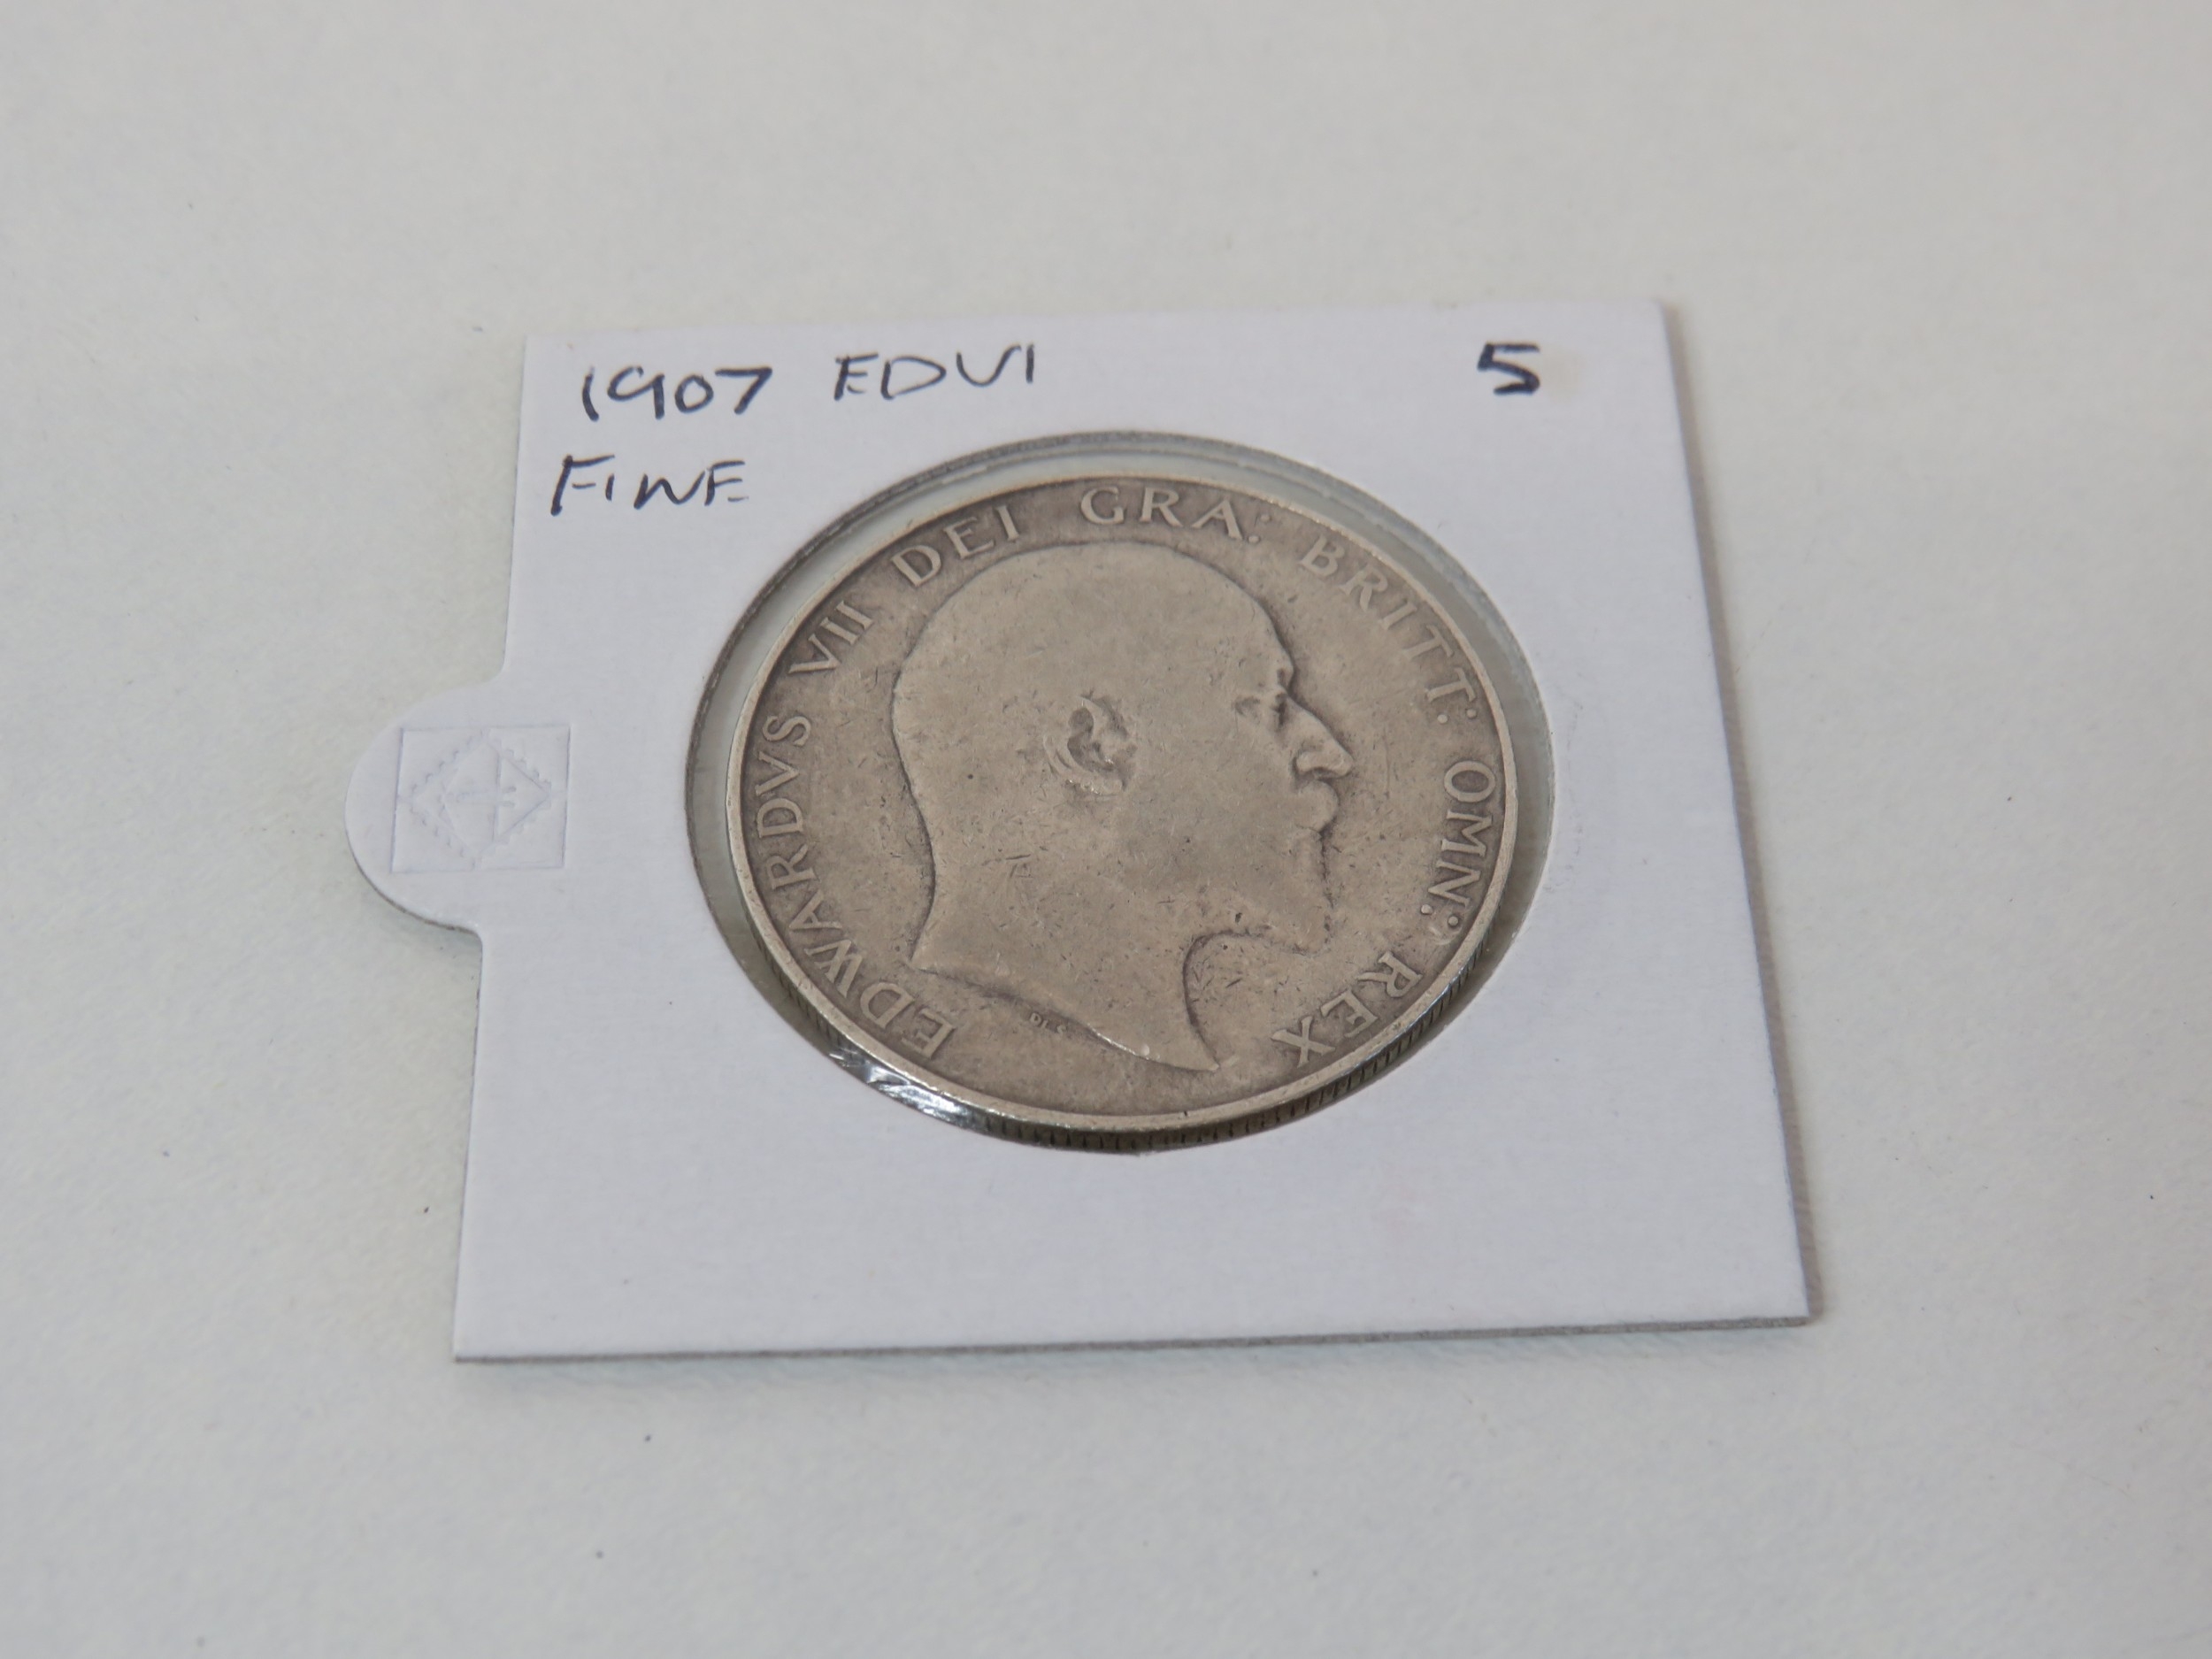 1907 EDVI 5
FINE
EDWARDVS VII DEI GRA: BRITT: OMN: REX